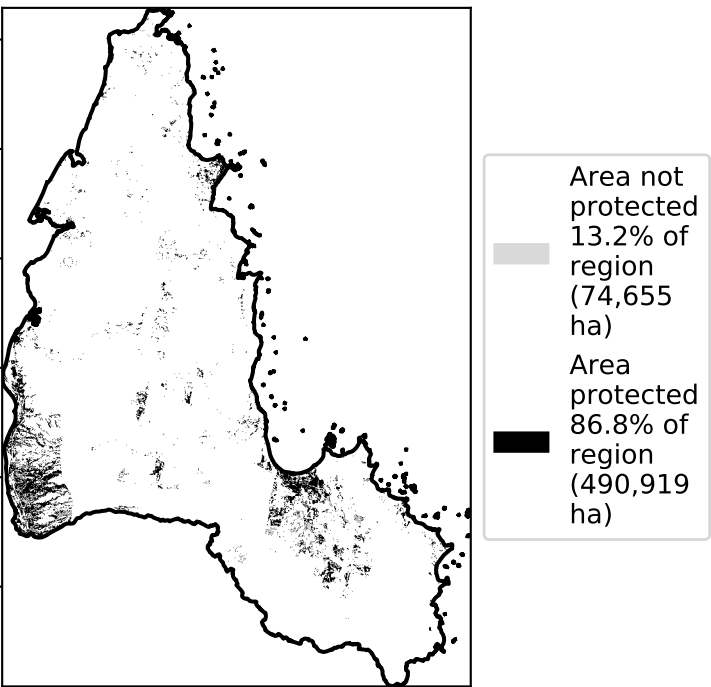 Area not
protected
13.2% of
region
(74,655
ha)
Area
protected
86.8% of
region
(490,919
ha)